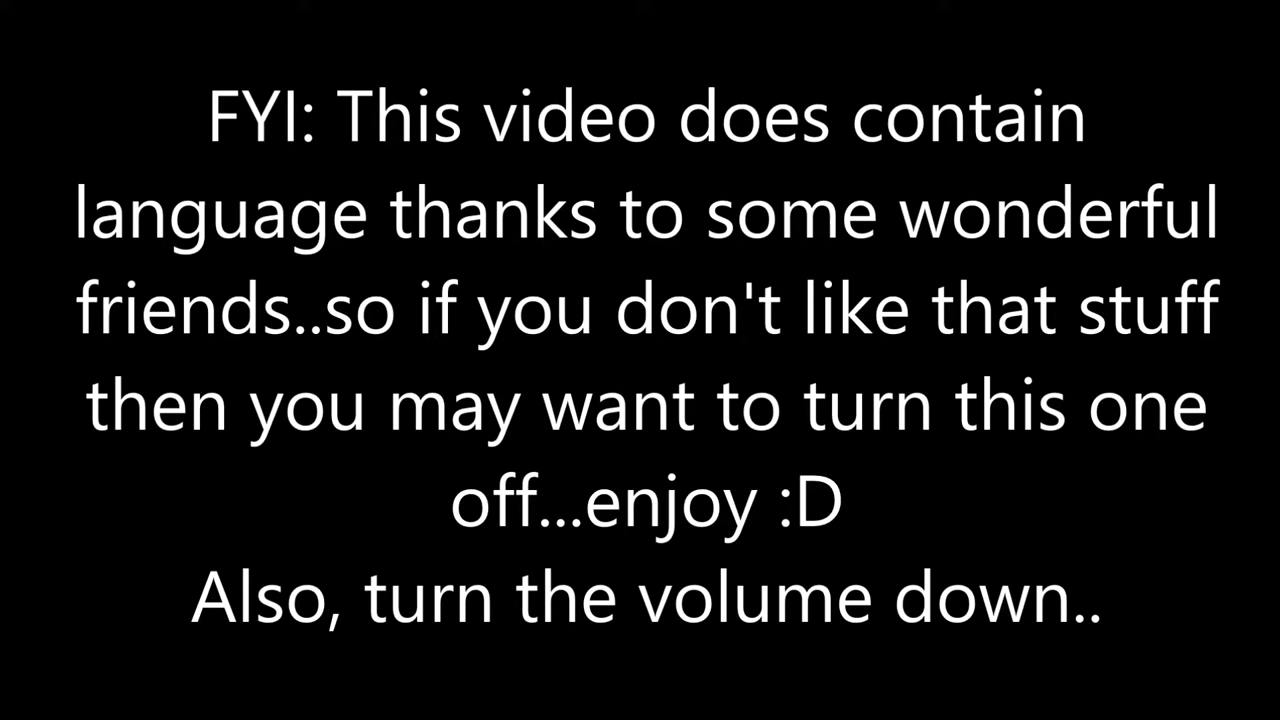 FYI: This video does contain
language thanks to some wonderful
friends..so if you don't like that stuff
then you may want to turn this one
off...enjoy :D
Also, turn the volume down..